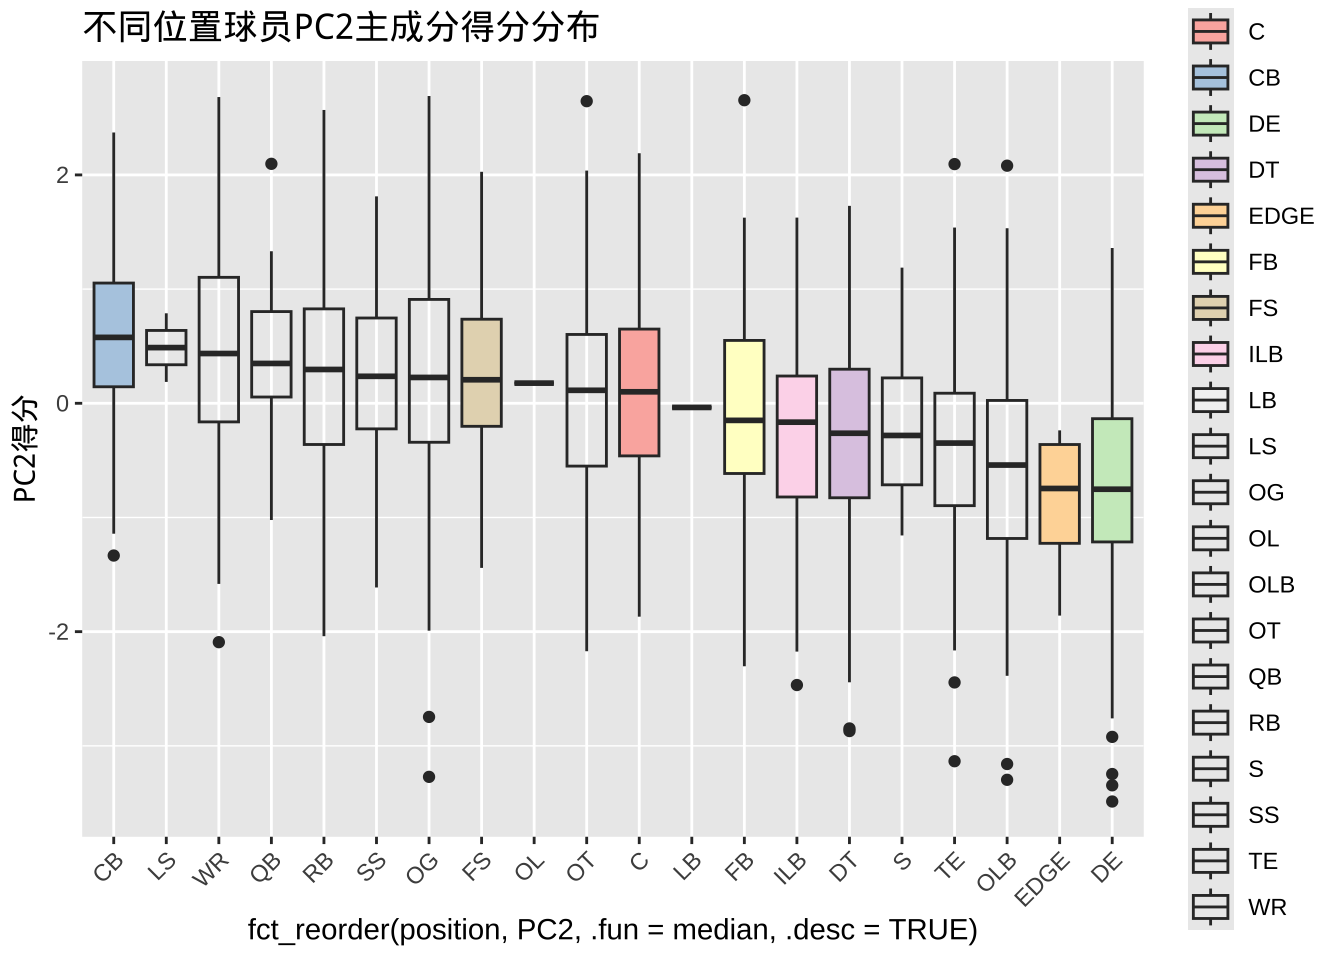 不同位置球员PC2主成分得分分布
PC2得分
2
0
-2
CB
LS
WR
QB
RB
SS
OG
FS
OL
OT
C
LB
FB
ILB
DT
S
TE
OLB
EDGE
DE
fct_reorder(position, PC2, .fun = median, .desc = TRUE)
C
CB
DE
DT
EDGE
FB
FS
ILB
LB
LS
OG
OL
OLB
OT
QB
RB
S
SS
TE
WR